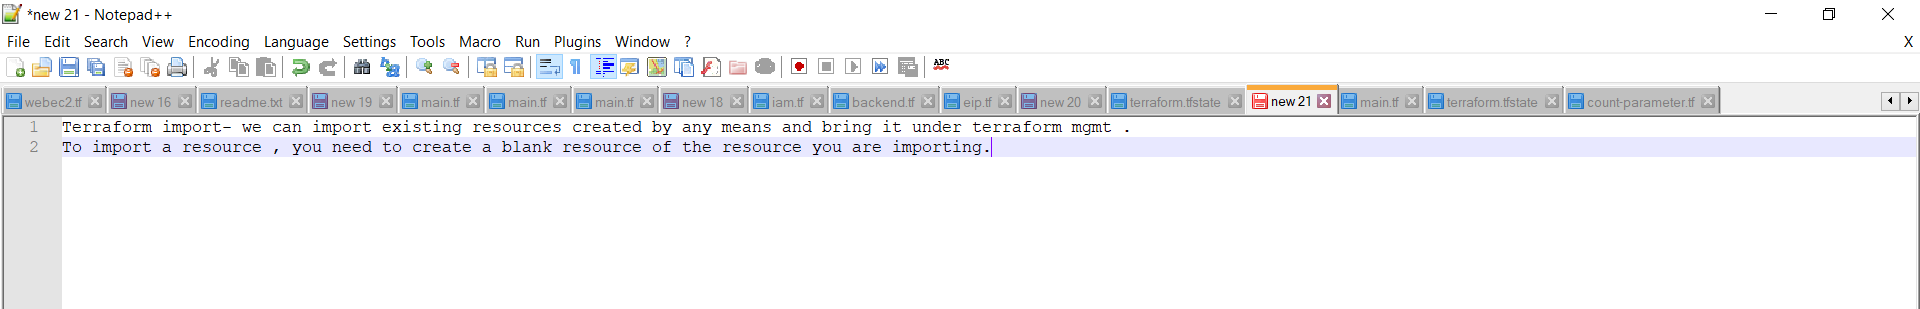 *new 21 - Notepad++
File Edit Search View Encoding Language Settings Tools Macro Run Plugins Window ? X
ABC
webec2.tf new 16 readme.txt new 19 main.tf main.tf main.tf new 18 iam.tf backend.tf eip.tf new 20 terraform.tfstate new 21 main.tf terraform.tfstate count-parameter.tf
1 Terraform import- we can import existing resources created by any means and bring it under terraform mgmt .
2 To import a resource , you need to create a blank resource of the resource you are importing.